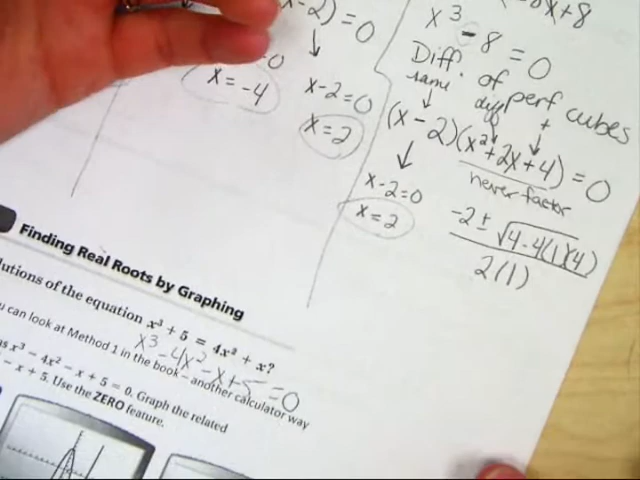 x-2) = 0
x = -4
x-2=0
x=2
x+8
x³ - 8 = 0
Diff. of perf cubes
same
+
(x - 2)(x² + 2x + 4) = 0
never factor
x-2=0
x=2
-2 ± √4-4(1)(4)
2(1)
Finding Real Roots by Graphing
lutions of the equation x³ + 5 = 4x² + x?
x³ - 4x² - x + 5 = 0
u can look at Method 1 in the book – another calculator way
as x³ − 4x² − x + 5 = 0. Graph the related
− x + 5. Use the ZERO feature.